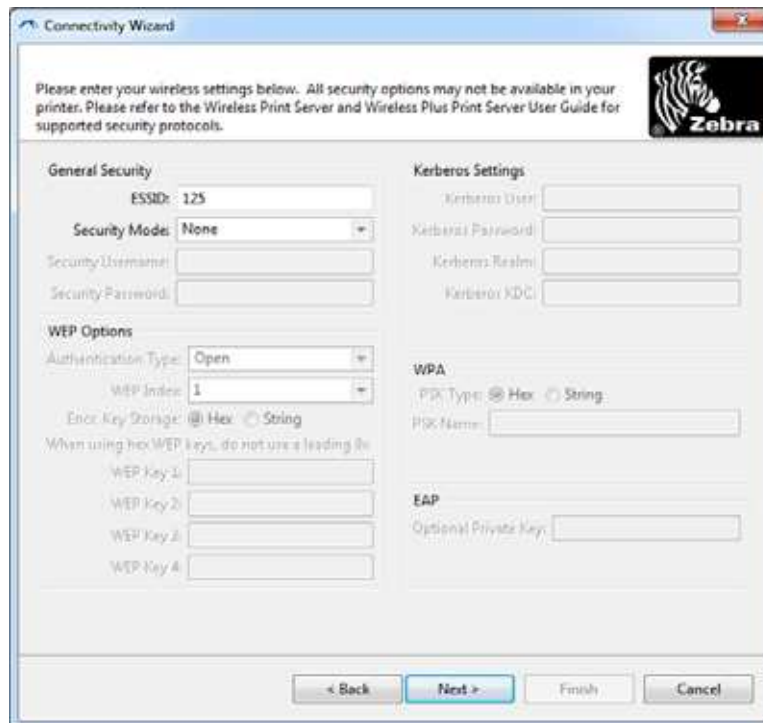 Connectivity Wizard
Please enter your wireless settings below. All security options may not be available in your
printer. Please refer to the Wireless Print Server and Wireless Plus Print Server User Guide for
supported security protocols.
Zebra
General Security
ESSID: 125
Security Mode: None
Security Username:
Security Password:
WEP Options
Authentication Type: Open
WEP Index: 1
Encr. Key Storage: Hex String
When using hex WEP keys, do not use a leading 0x
WEP Key 1:
WEP Key 2:
WEP Key 3:
WEP Key 4:
Kerberos Settings
Kerberos User:
Kerberos Password:
Kerberos Realm:
Kerberos KDC:
WPA
PSK Type: Hex String
PSK Name:
EAP
Optional Private Key:
< Back
Next >
Finish
Cancel